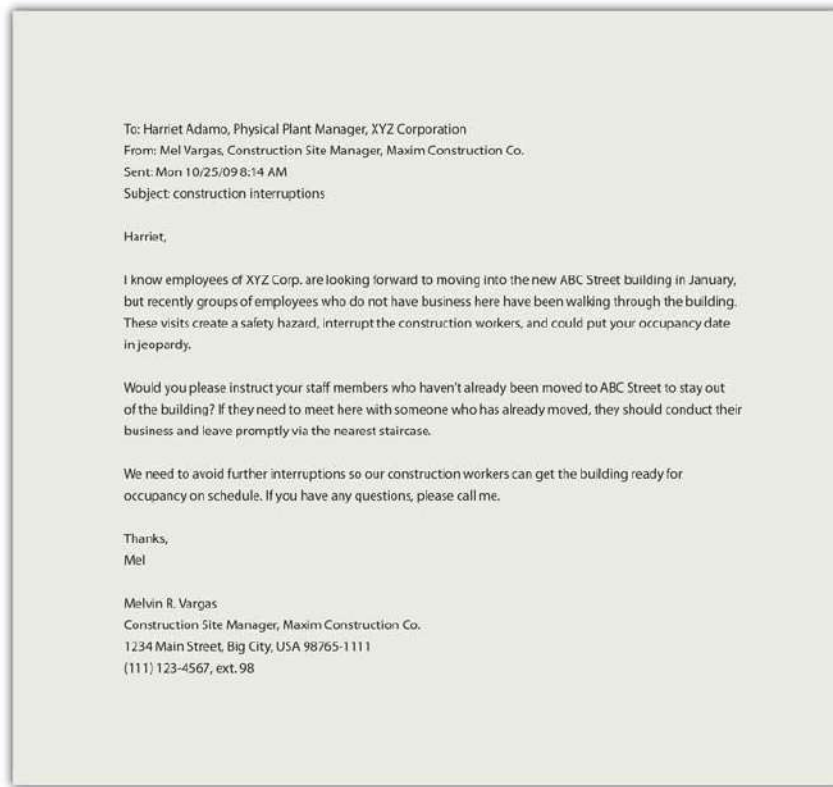 To: Harriet Adamo, Physical Plant Manager, XYZ Corporation
From: Mel Vargas, Construction Site Manager, Maxim Construction Co.
Sent: Mon 10/25/09 8:14 AM
Subject: construction interruptions
Harriet,
I know employees of XYZ Corp. are looking forward to moving into the new ABC Street building in January,
but recently groups of employees who do not have business here have been walking through the building.
These visits create a safety hazard, interrupt the construction workers, and could put your occupancy date
in jeopardy.
Would you please instruct your staff members who haven't already been moved to ABC Street to stay out
of the building? If they need to meet here with someone who has already moved, they should conduct their
business and leave promptly via the nearest staircase.
We need to avoid further interruptions so our construction workers can get the building ready for
occupancy on schedule. If you have any questions, please call me.
Thanks,
Mel
Melvin R. Vargas
Construction Site Manager, Maxim Construction Co.
1234 Main Street, Big City, USA 98765-1111
(111) 123-4567, ext. 98